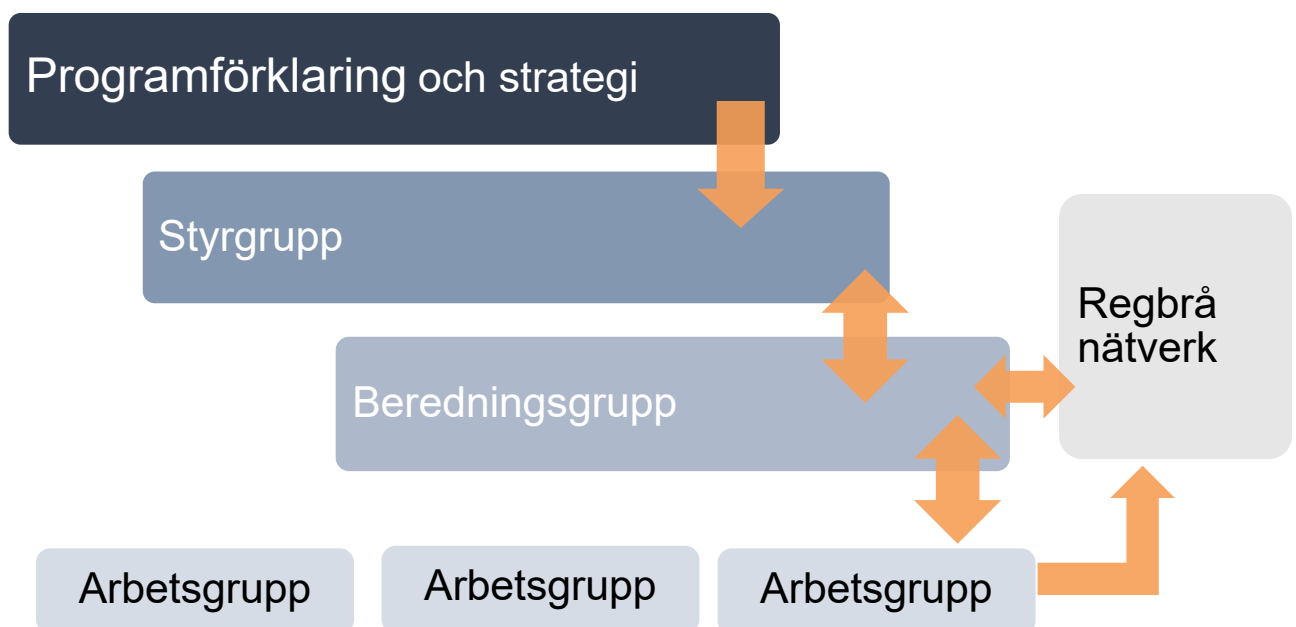 Programförklaring och strategi
Styrgrupp
Regbrå
nätverk
Beredningsgrupp
Arbetsgrupp
Arbetsgrupp
Arbetsgrupp